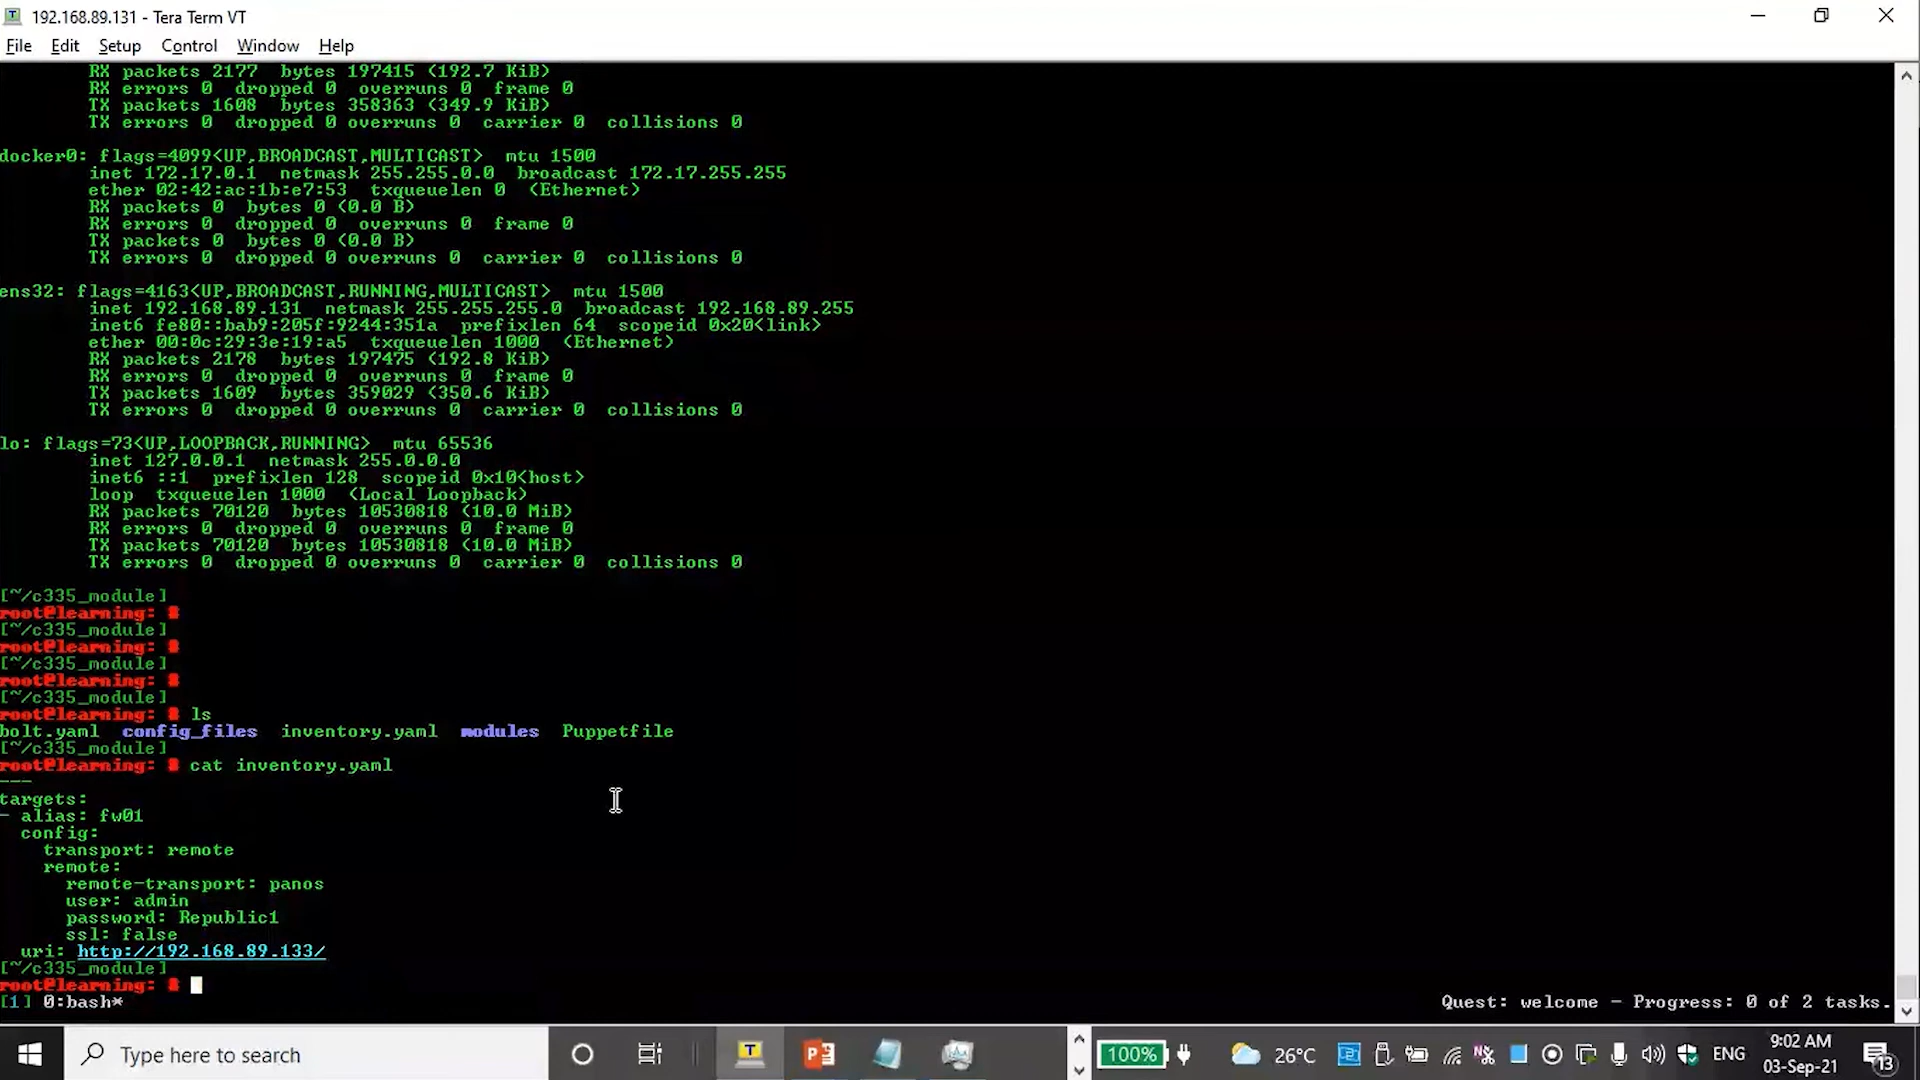 192.168.89.131 - Tera Term VT
File Edit Setup Control Window Help
RX packets 2177 bytes 197415 (192.7 KiB)
RX errors 0 dropped 0 overruns 0 frame 0
TX packets 1608 bytes 358363 (349.9 KiB)
TX errors 0 dropped 0 overruns 0 carrier 0 collisions 0
docker0: flags=4099<UP,BROADCAST,MULTICAST> mtu 1500
inet 172.17.0.1 netmask 255.255.0.0 broadcast 172.17.255.255
ether 02:42:ac:1b:e7:53 txqueuelen 0 (Ethernet)
RX packets 0 bytes 0 (0.0 B)
RX errors 0 dropped 0 overruns 0 frame 0
TX packets 0 bytes 0 (0.0 B)
TX errors 0 dropped 0 overruns 0 carrier 0 collisions 0
ens32: flags=4163<UP,BROADCAST,RUNNING,MULTICAST> mtu 1500
inet 192.168.89.131 netmask 255.255.255.0 broadcast 192.168.89.255
inet6 fe80::bab9:205f:9244:351a prefixlen 64 scopeid 0x20<link>
ether 00:0c:29:3e:19:a5 txqueuelen 1000 (Ethernet)
RX packets 2178 bytes 197475 (192.8 KiB)
RX errors 0 dropped 0 overruns 0 frame 0
TX packets 1609 bytes 359029 (350.6 KiB)
TX errors 0 dropped 0 overruns 0 carrier 0 collisions 0
lo: flags=73<UP,LOOPBACK,RUNNING> mtu 65536
inet 127.0.0.1 netmask 255.0.0.0
inet6 ::1 prefixlen 128 scopeid 0x10<host>
loop txqueuelen 1000 (Local Loopback)
RX packets 70120 bytes 10530818 (10.0 MiB)
RX errors 0 dropped 0 overruns 0 frame 0
TX packets 70120 bytes 10530818 (10.0 MiB)
TX errors 0 dropped 0 overruns 0 carrier 0 collisions 0
[~/c335_module]
root@learning: #
[~/c335_module]
root@learning: #
[~/c335_module]
root@learning: #
[~/c335_module]
root@learning: # ls
bolt.yaml config_files inventory.yaml modules Puppetfile
[~/c335_module]
root@learning: # cat inventory.yaml
---
targets:
- alias: fw01
config:
transport: remote
remote:
remote-transport: panos
user: admin
password: Republic1
ssl: false
uri: http://192.168.89.133/
[~/c335_module]
root@learning: #
[1] 0:bash* Quest: welcome - Progress: 0 of 2 tasks.
Type here to search 100% 26°C ENG 9:02 AM 13
03-Sep-21